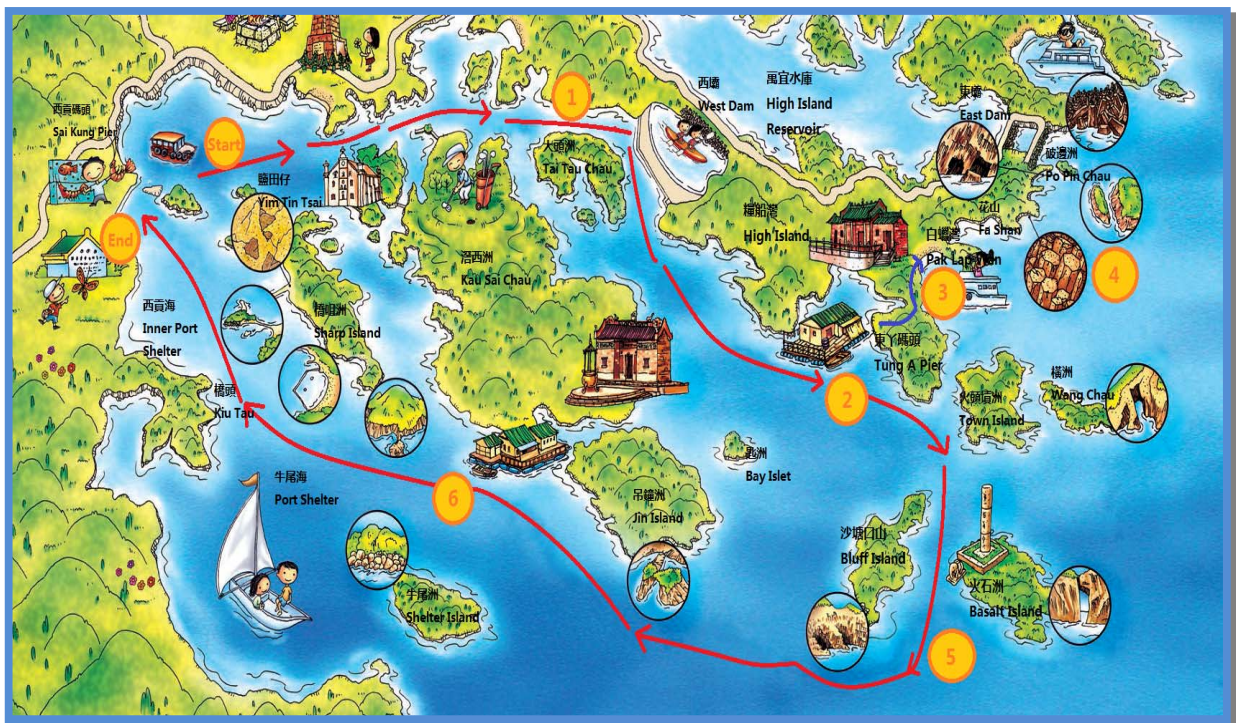 西貢碼頭
Sai Kung Pier
Start
1
西壩
West Dam
萬宜水庫
High Island
Reservoir
東壩
East Dam
破邊洲
Po Pin Chau
鹽田仔
Yim Tin Tsai
大頭洲
Tai Tau Chau
糧船灣
High Island
花山
Fa Shan
白臘灣
Pak Lap Wan
4
3
End
滘西洲
Kau Sai Chau
西貢海
Inner Port
Shelter
橋咀洲
Sharp Island
東丫碼頭
Tung A Pier
2
橋頭
Kiu Tau
火頭墳洲
Town Island
橫洲
Wang Chau
匙洲
Bay Islet
牛尾海
Port Shelter
6
吊鐘洲
Jin Island
沙塘口山
Bluff Island
火石洲
Basalt Island
牛尾洲
Shelter Island
5